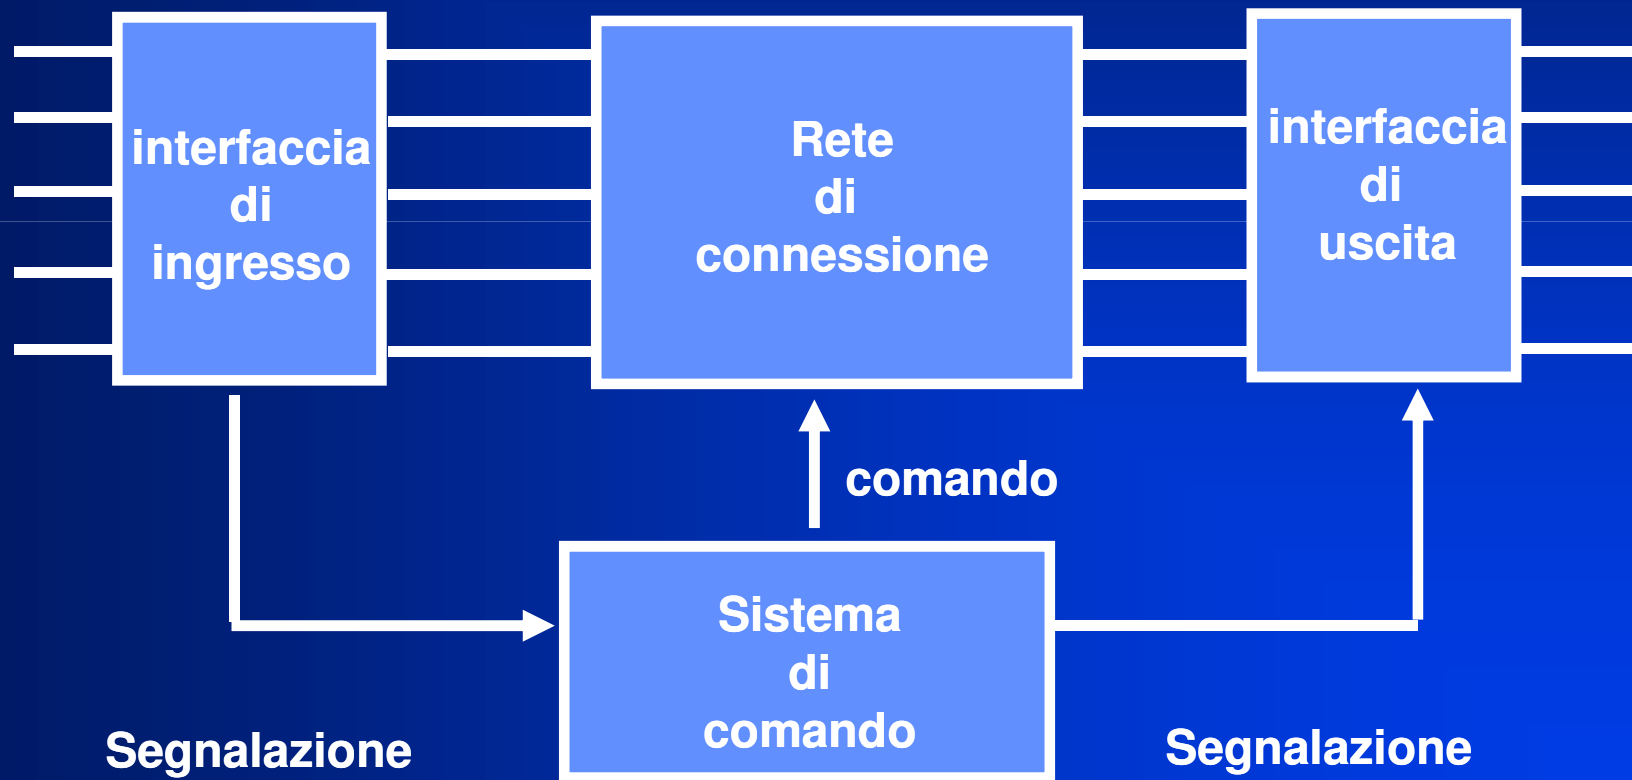 interfaccia
di
ingresso
Rete
di
connessione
interfaccia
di
uscita
comando
Sistema
di
comando
Segnalazione
Segnalazione